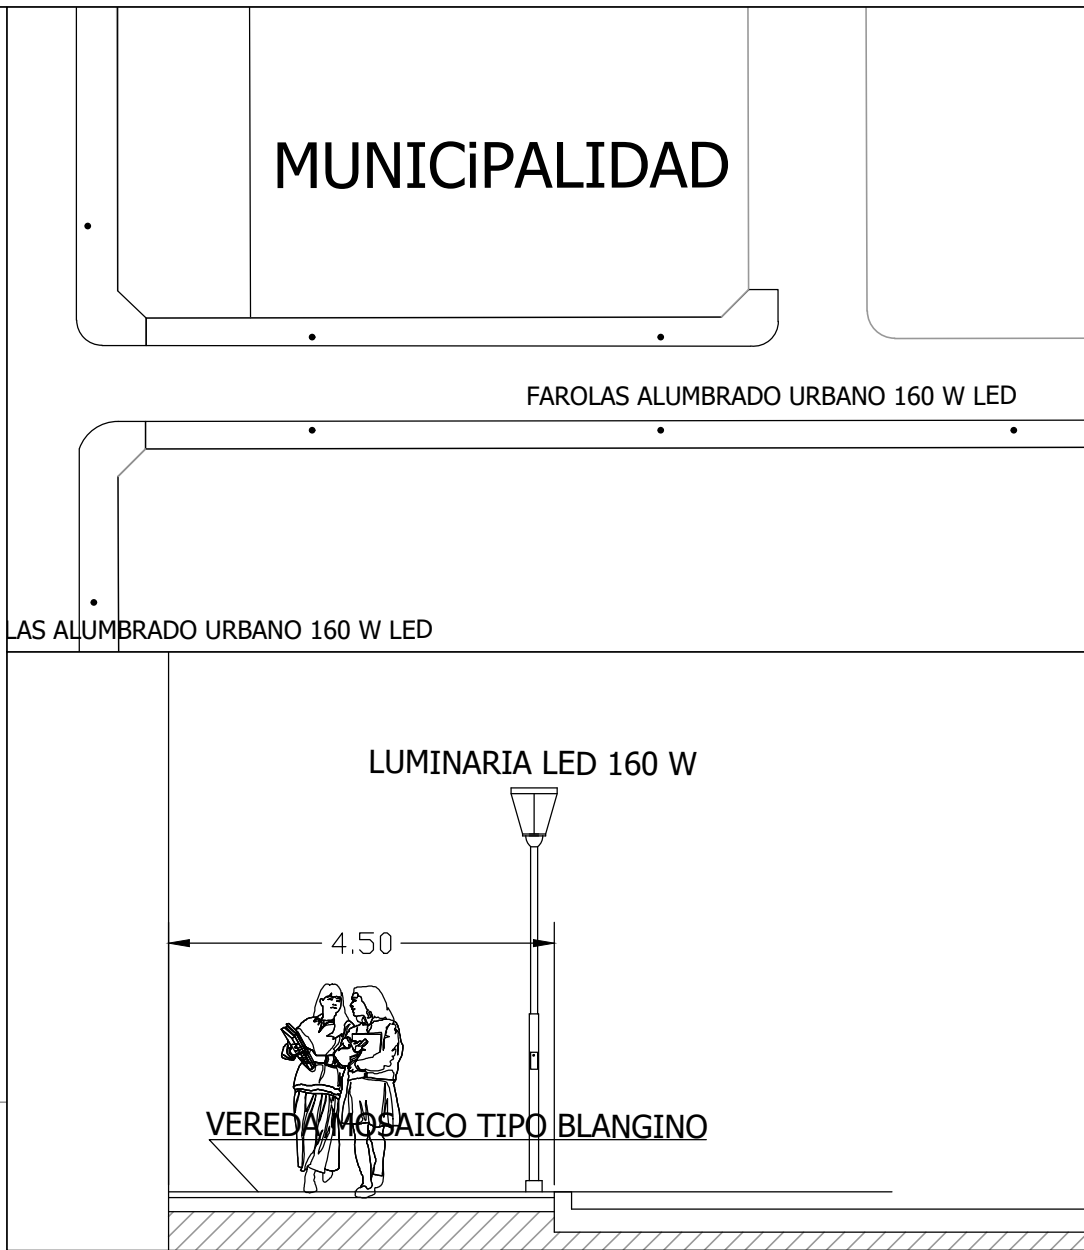 MUNICiPALIDAD
FAROLAS ALUMBRADO URBANO 160 W LED
LAS ALUMBRADO URBANO 160 W LED
LUMINARIA LED 160 W
4.50
VEREDA MOSAICO TIPO BLANGINO